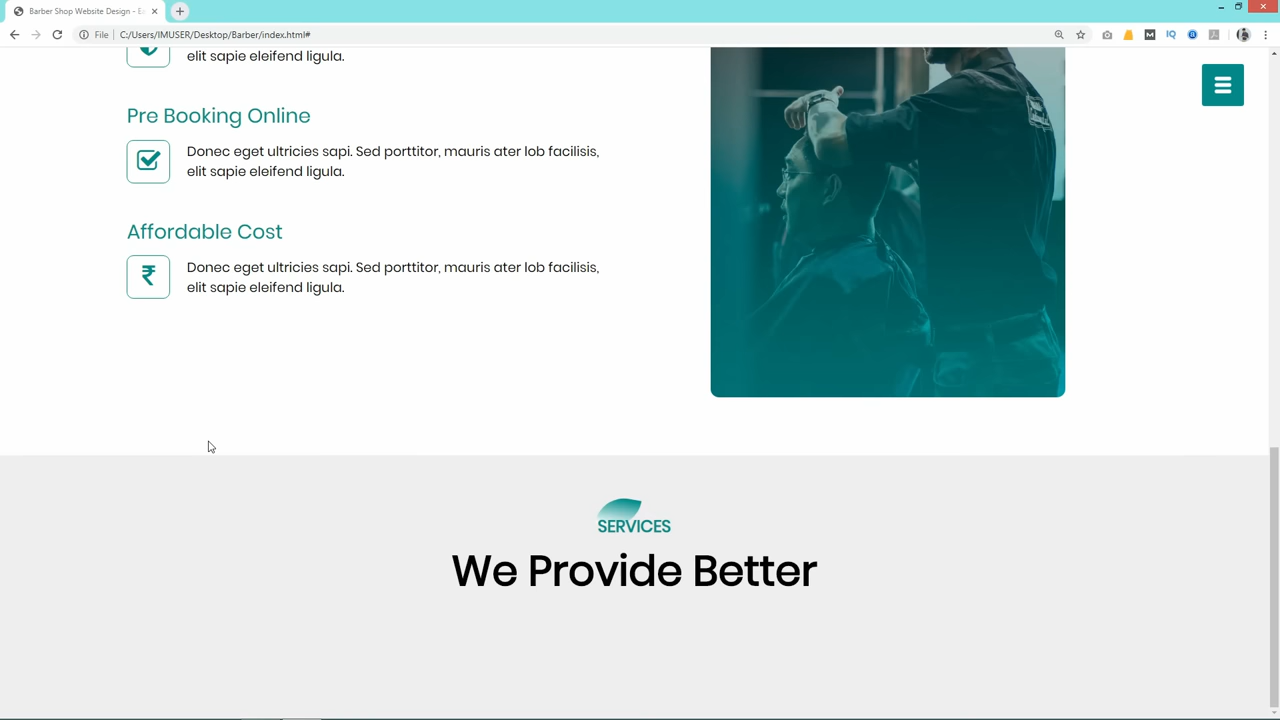 Barber Shop Website Design - Ea
File
C:/Users/IMUSER/Desktop/Barber/index.html#
elit sapie eleifend ligula.
Pre Booking Online
Donec eget ultricies sapi. Sed porttitor, mauris ater lob facilisis,
elit sapie eleifend ligula.
Affordable Cost
₹
Donec eget ultricies sapi. Sed porttitor, mauris ater lob facilisis,
elit sapie eleifend ligula.
SERVICES
We Provide Better